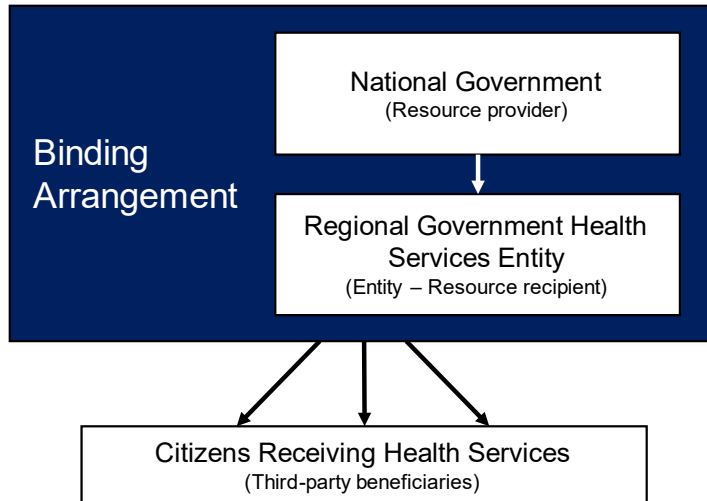 Binding
Arrangement
National Government
(Resource provider)
Regional Government Health
Services Entity
(Entity – Resource recipient)
Citizens Receiving Health Services
(Third-party beneficiaries)